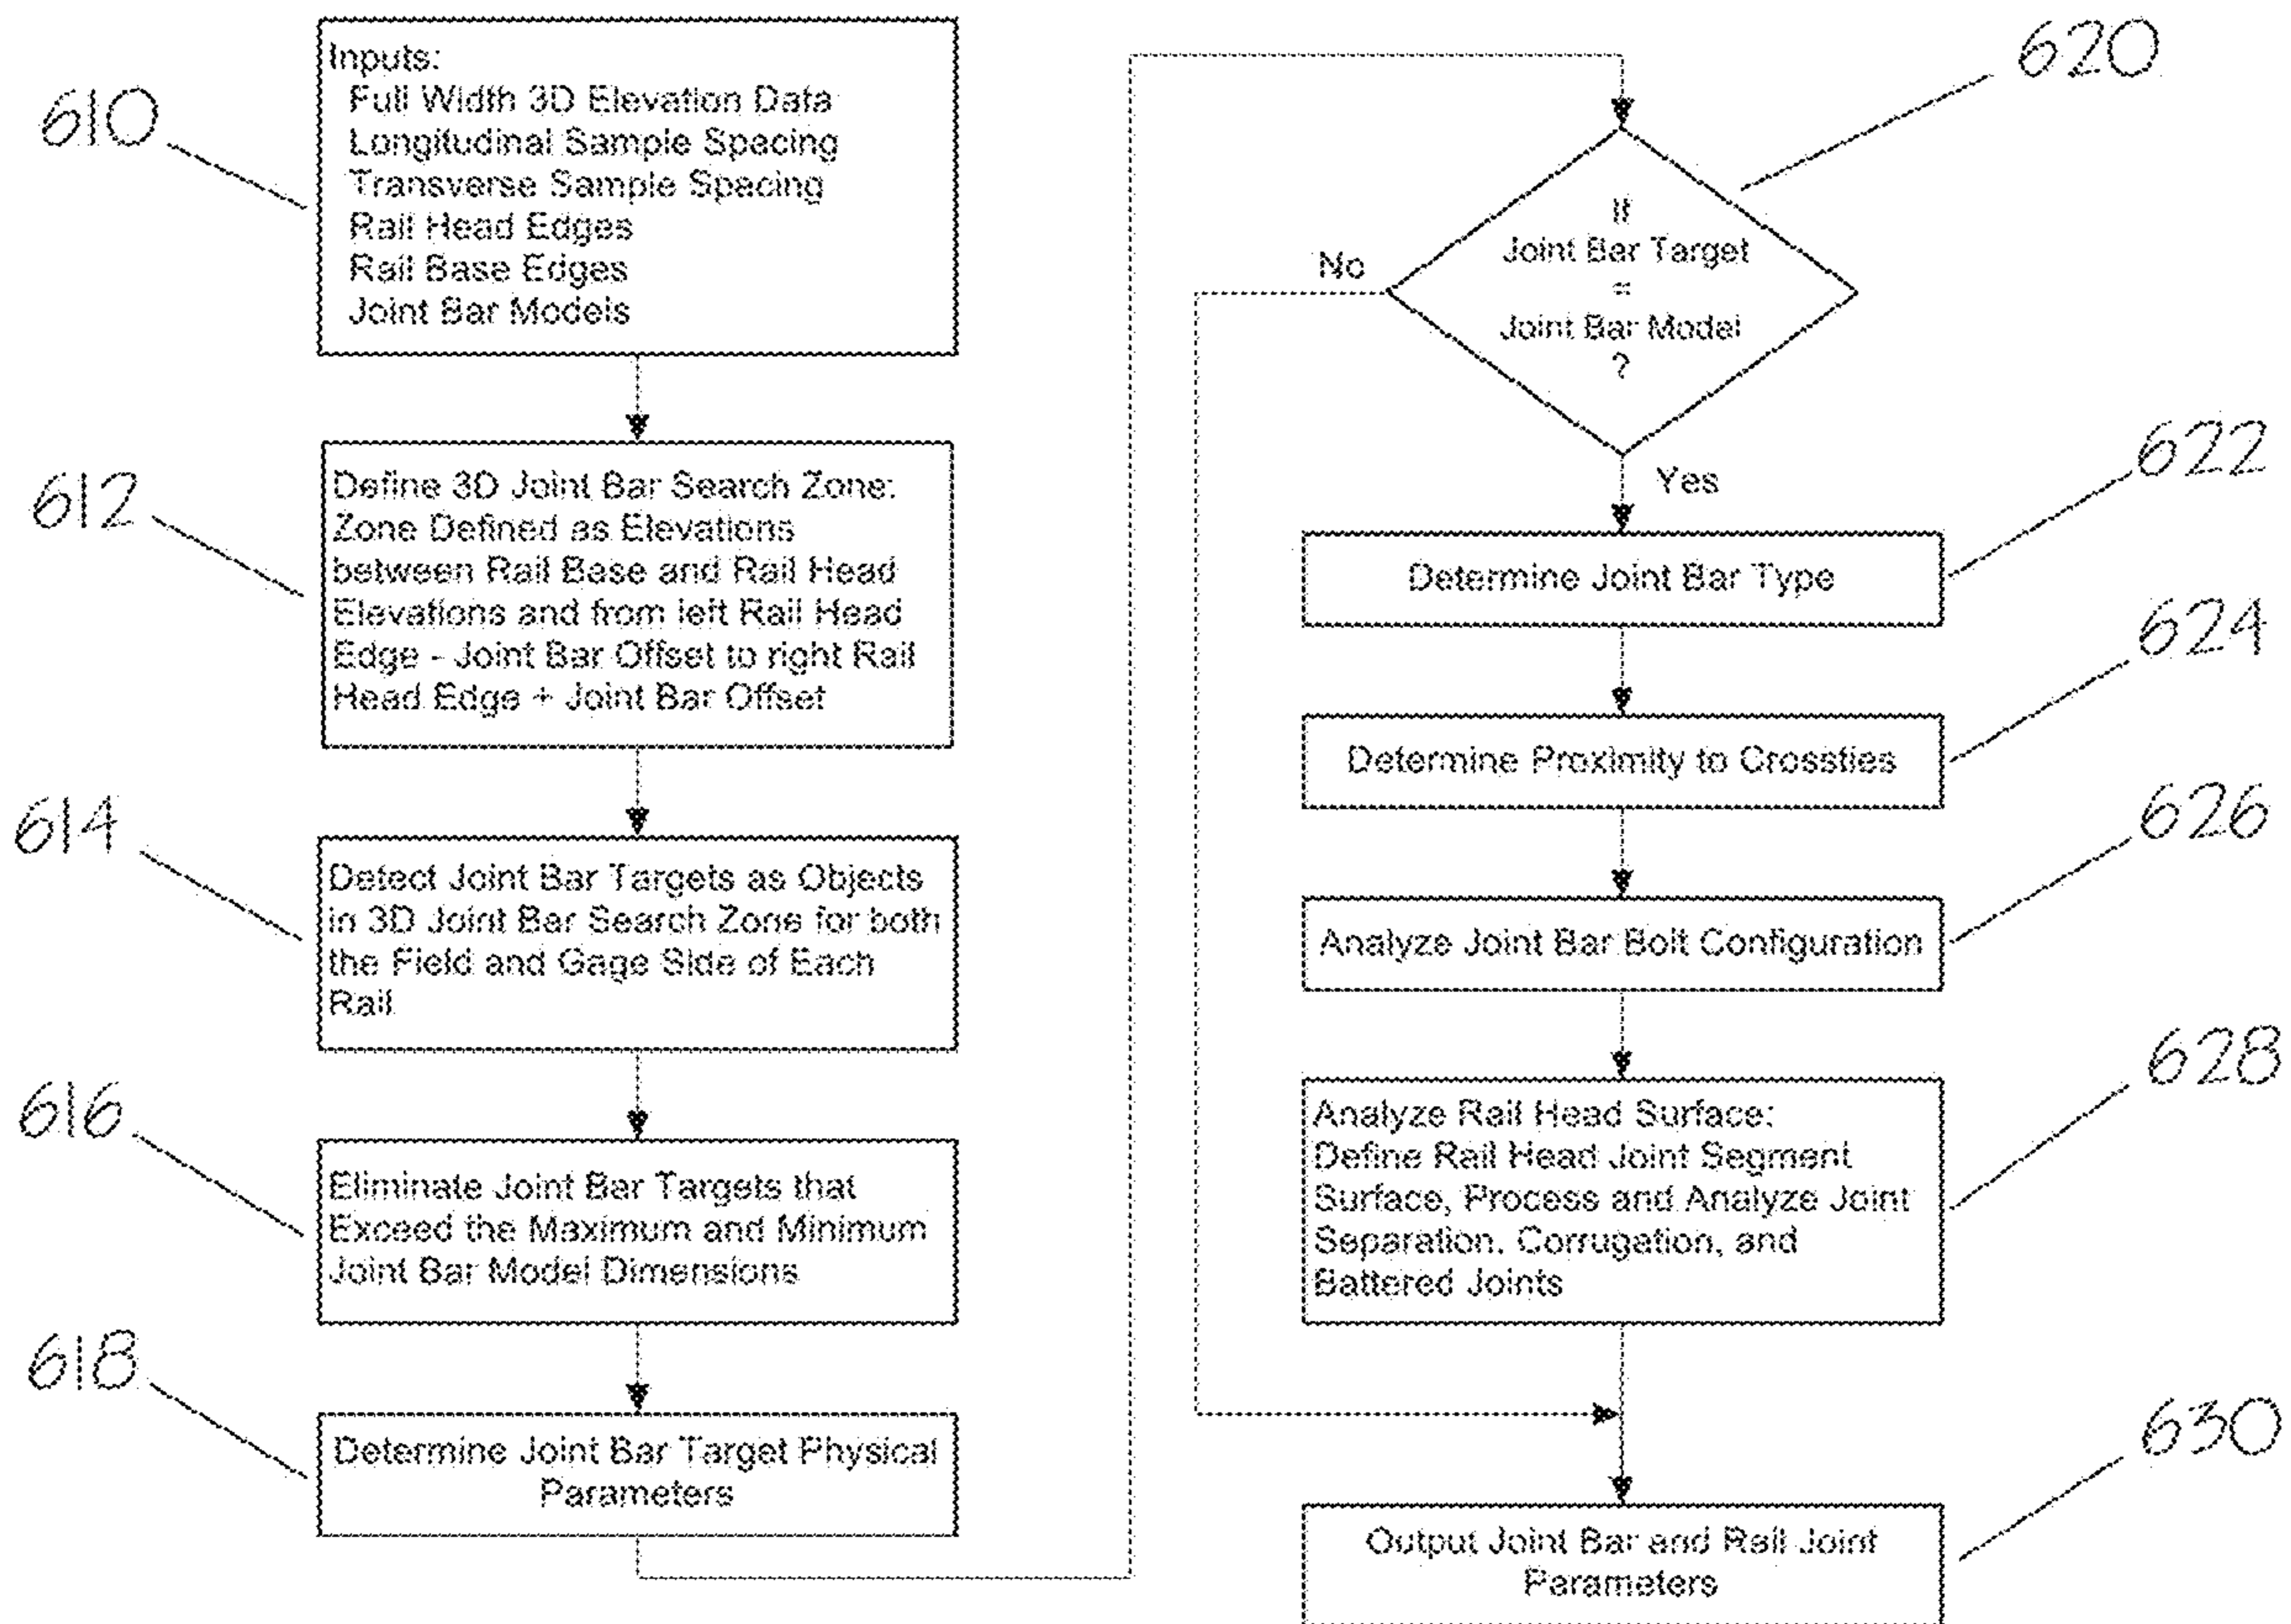 610
Inputs:
Full Width 3D Elevation Data
Longitudinal Sample Spacing
Transverse Sample Spacing
Rail Head Edges
Rail Base Edges
Joint Bar Models
612
Define 3D Joint Bar Search Zone:
Zone Defined as Elevations
between Rail Base and Rail Head
Elevations and from left Rail Head
Edge - Joint Bar Offset to right Rail
Head Edge + Joint Bar Offset
614
Detect Joint Bar Targets as Objects
in 3D Joint Bar Search Zone for both
the Field and Gage Side of Each
Rail
616
Eliminate Joint Bar Targets that
Exceed the Maximum and Minimum
Joint Bar Model Dimensions
618
Determine Joint Bar Target Physical
Parameters
620
If
Joint Bar Target
=
Joint Bar Model
?
No
Yes
622
Determine Joint Bar Type
624
Determine Proximity to Crossties
626
Analyze Joint Bar Bolt Configuration
628
Analyze Rail Head Surface:
Define Rail Head Joint Segment
Surface, Process and Analyze Joint
Separation, Corrugation, and
Battered Joints
630
Output Joint Bar and Rail Joint
Parameters